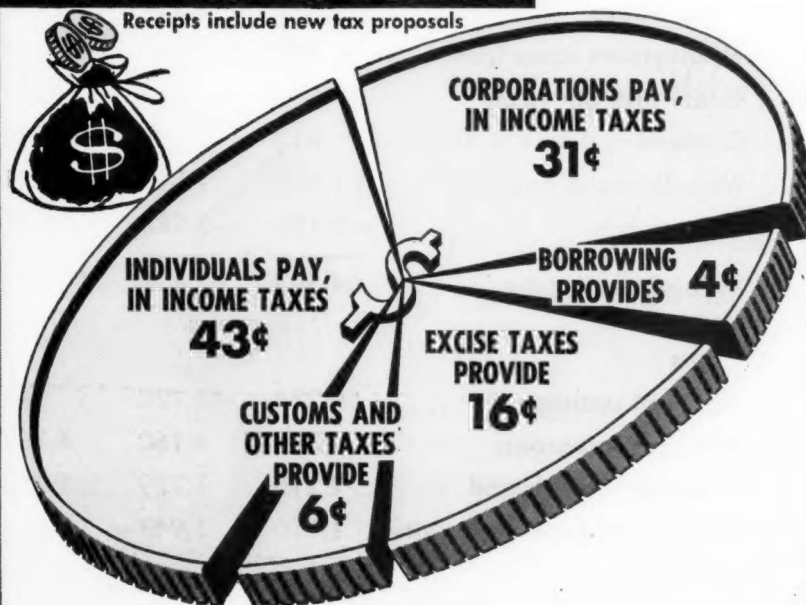 Receipts include new tax proposals
CORPORATIONS PAY,
IN INCOME TAXES
31¢
BORROWING
PROVIDES
4¢
INDIVIDUALS PAY,
IN INCOME TAXES
43¢
EXCISE TAXES
PROVIDE
16¢
CUSTOMS AND
OTHER TAXES
PROVIDE
6¢
$